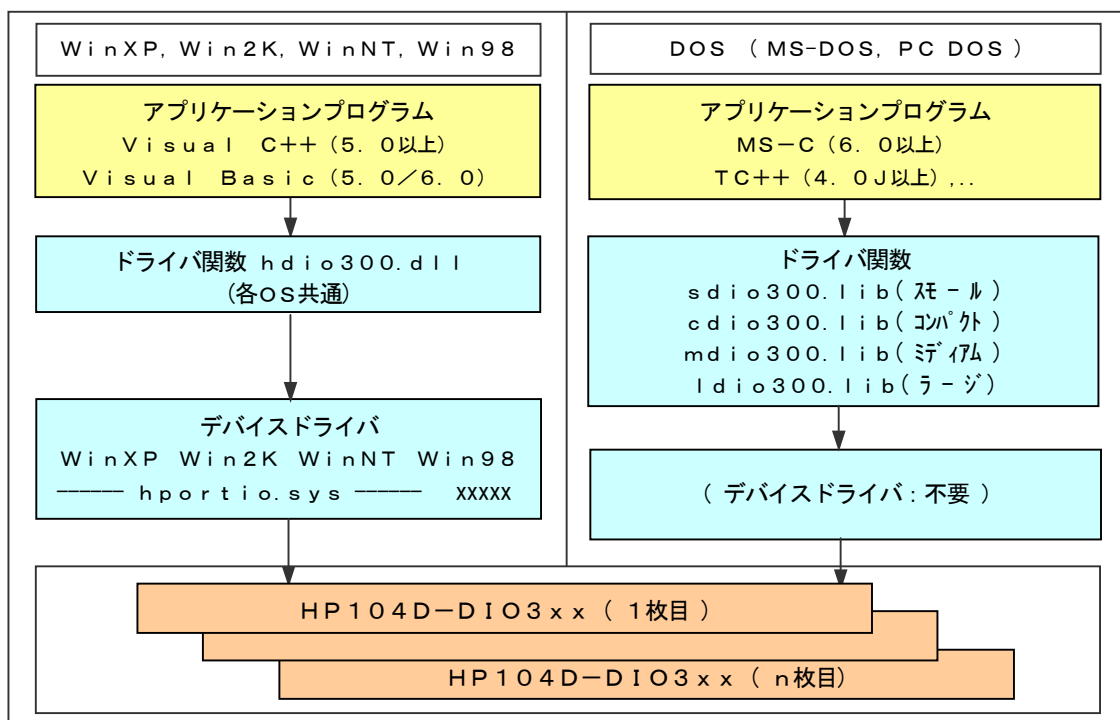 WinXP, Win2K, WinNT, Win98
アプリケーションプログラム
Visual C++(5.0以上)
Visual Basic(5.0/6.0)
ドライバ関数 hdio300.dll
(各OS共通)
デバイスドライバ
WinXP Win2K WinNT Win98
------ hportio.sys ------ xxxxx
DOS ( MS-DOS, PC DOS )
アプリケーションプログラム
MS-C(6.0以上)
TC++(4.0J以上),..
ドライバ関数
sdio300.lib( スモール )
cdio300.lib( コンパクト )
mdio300.lib( ミディアム )
ldio300.lib( ラージ )
( デバイスドライバ : 不要 )
HP104D-DIO3xx ( 1枚目 )
HP104D-DIO3xx ( n枚目)